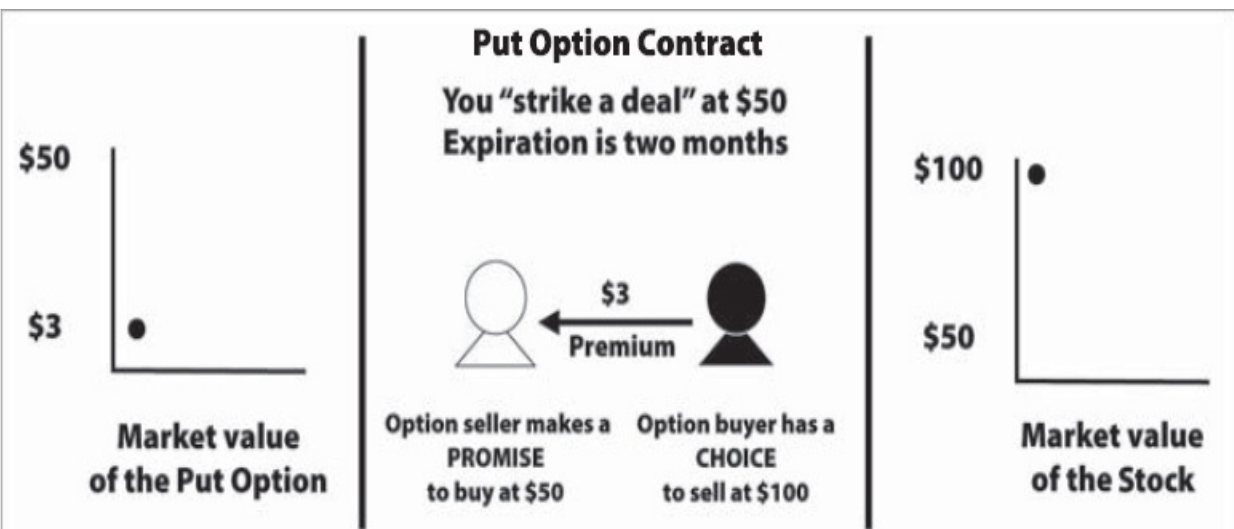 Put Option Contract
You “strike a deal” at $50
Expiration is two months
$50
$3
Market value
of the Put Option
$3
Premium
Option seller makes a
PROMISE
to buy at $50
Option buyer has a
CHOICE
to sell at $100
$100
$50
Market value
of the Stock